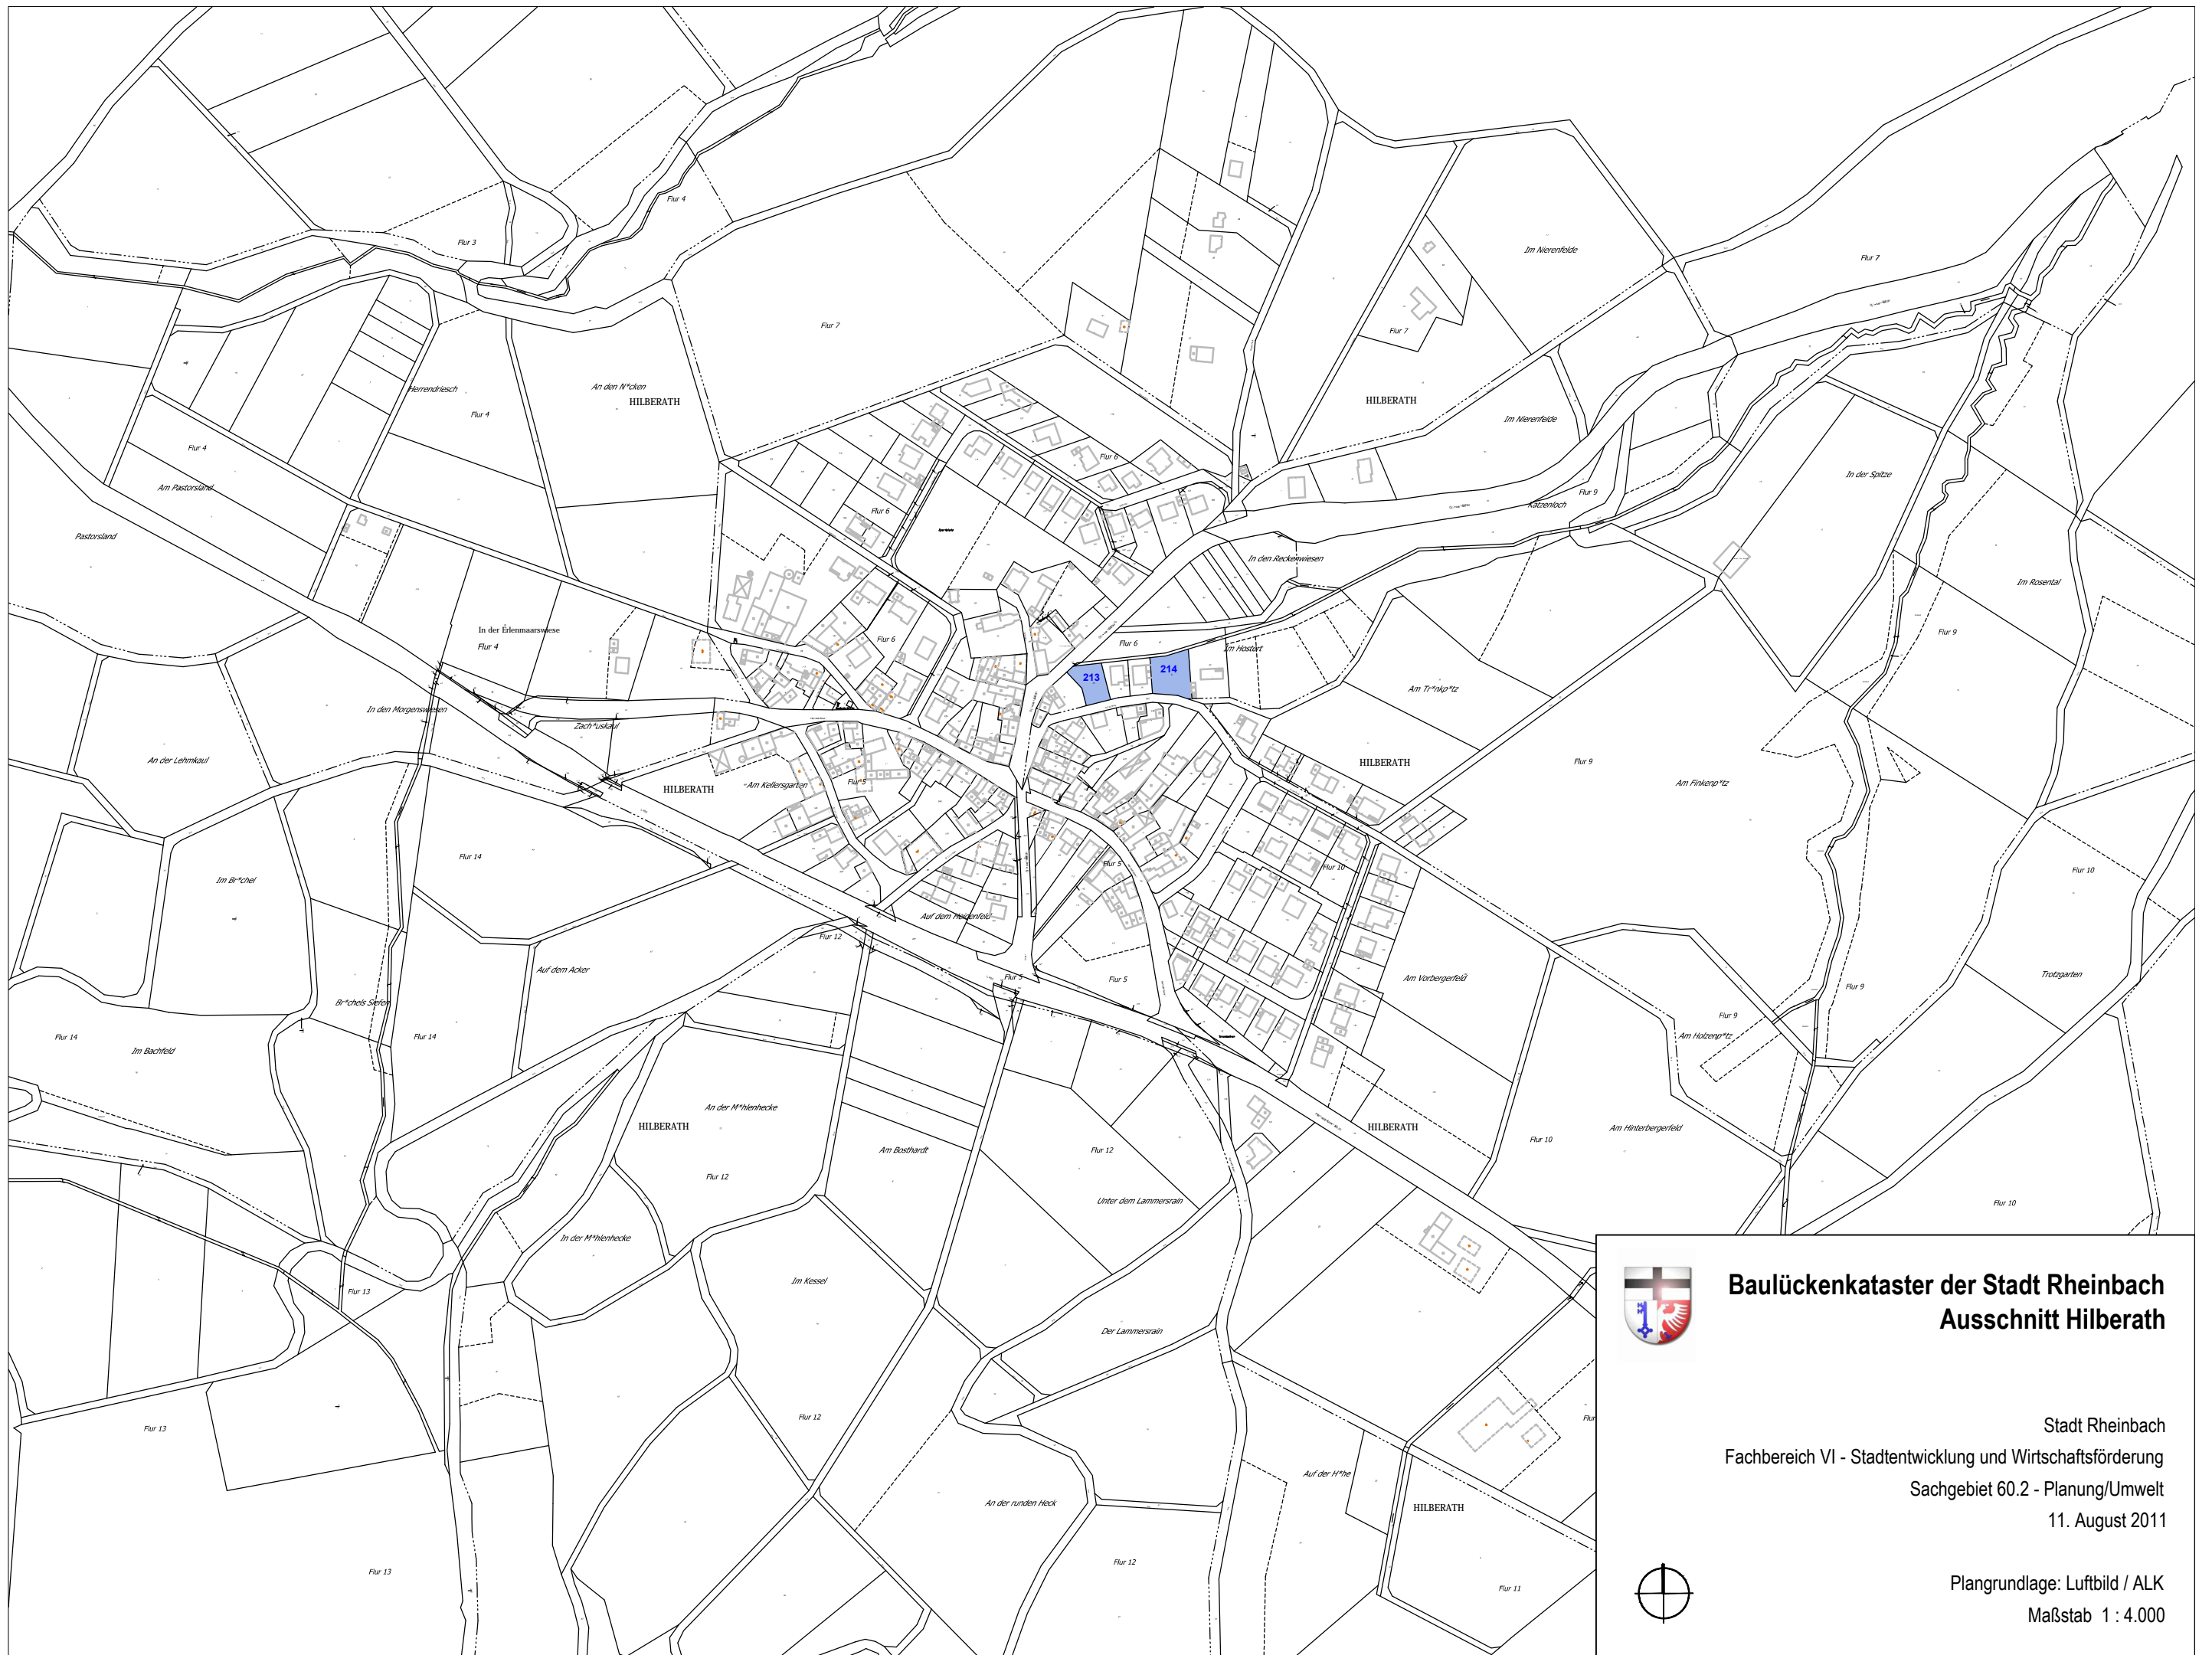 Flur 4
Flur 3
Im Nierenfelde
Flur 7
Flur 7
Flur 7
Herrendriesch
An den N*cken
HILBERATH
Flur 4
HILBERATH
Im Nierenfelde
Flur 4
Am Pastorsland
Flur 6
In der Spitze
Flur 9
Katzenloch
Flur 6
Pastorsland
In den Reckenwiesen
Im Rosental
In der Erlenmaarswiese
Flur 4
Flur 6
Flur 6
Im Hostert
Flur 9
213
214
Am Tr*nkp*tz
In den Morgenswiesen
Zach*uskaul
An der Lehmkaul
HILBERATH
Am Kellersgarten
Flur 5
HILBERATH
Flur 9
Am Finkenp*tz
Flur 14
Im Br*chel
Flur 5
Flur 10
Flur 10
Auf dem Heidenfeld
Flur 12
Auf dem Acker
Flur 5
Flur 5
Am Vorbergerfeld
Trotzgarten
Flur 9
Br*chels Siefen
Flur 9
Flur 14
Im Bachfeld
Flur 14
Am Holzenp*tz
An der M*hlenhecke
HILBERATH
HILBERATH
Am Hinterbergerfeld
Flur 10
Am Bosthardt
Flur 12
Flur 12
Unter dem Lammersrain
Flur 10
In der M*hlenhecke
Im Kessel
Flur 13
Der Lammersrain
Flur 12
Flur 13
Flur
Auf der H*he
An der runden Heck
HILBERATH
Flur 12
Flur 13
Flur 11
Baulückenkataster der Stadt Rheinbach
Ausschnitt Hilberath
Stadt Rheinbach
Fachbereich VI - Stadtentwicklung und Wirtschaftsförderung
Sachgebiet 60.2 - Planung/Umwelt
11. August 2011
Plangrundlage: Luftbild / ALK
Maßstab 1 : 4.000